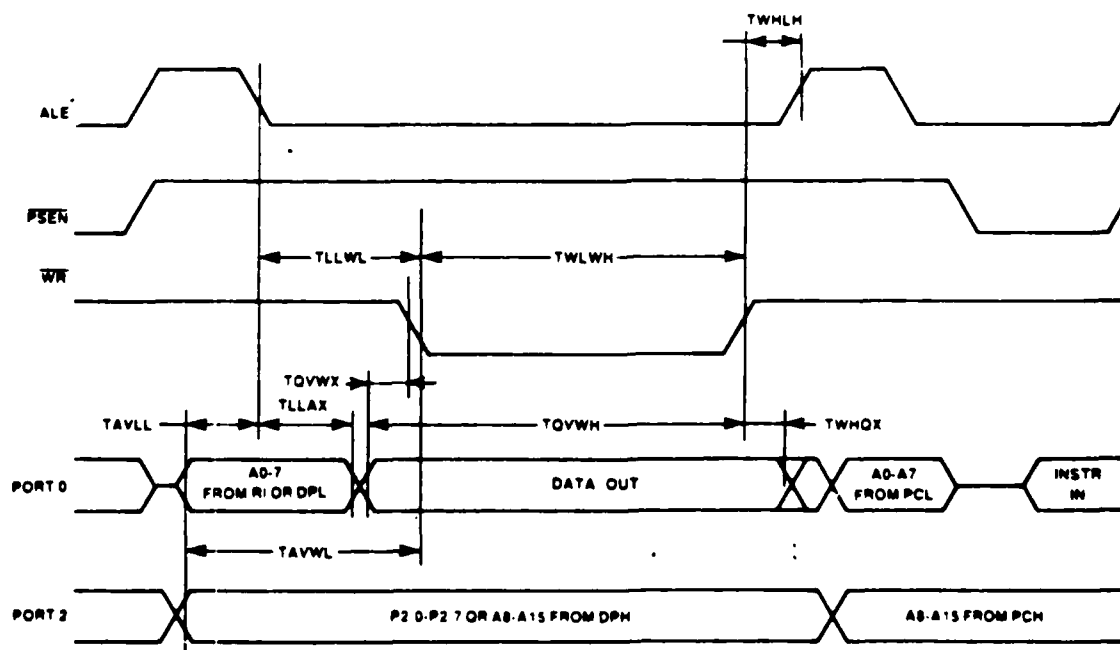 TWHLH
ALE
PSEN
TLLWL
TWLWH
WR
TQVWX
TLLAX
TAVLL
TQVWH
TWHQX
PORT 0
A0-7
FROM RI OR DPL
DATA OUT
A0-A7
FROM PCL
INSTR
IN
TAVWL
PORT 2
P2 0-P2 7 OR A8-A15 FROM DPH
A8-A15 FROM PCH